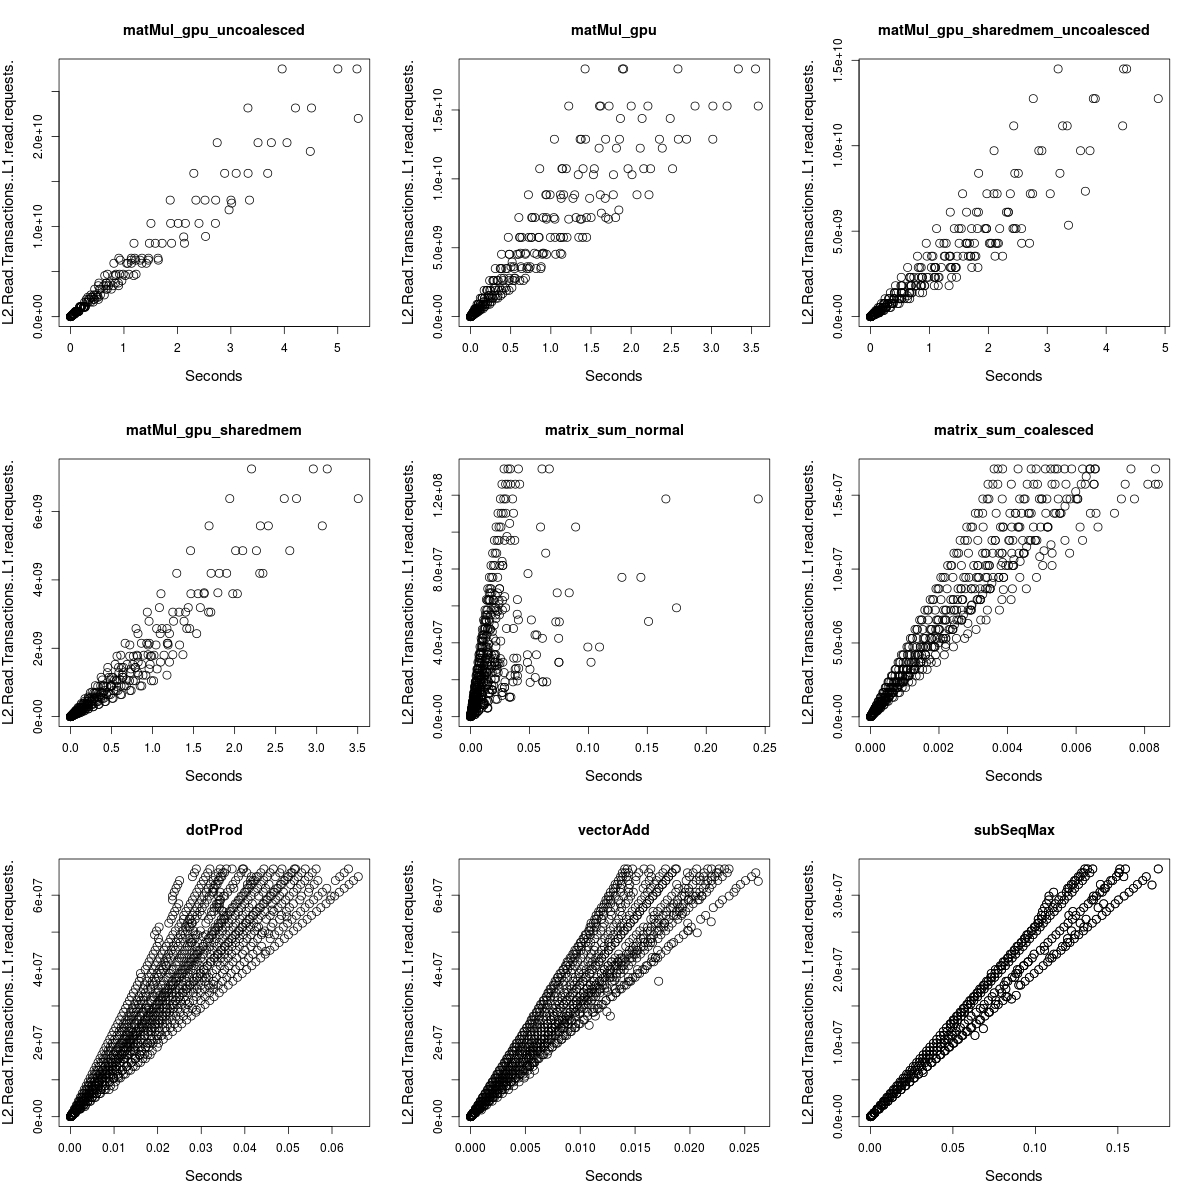 matMul_gpu_uncoalesced
L2.Read.Transactions..L1.read.requests.
0.0e+00 1.0e+10 2.0e+10
0 1 2 3 4 5
Seconds
matMul_gpu
L2.Read.Transactions..L1.read.requests.
0.0e+00 5.0e+09 1.0e+10 1.5e+10
0.0 0.5 1.0 1.5 2.0 2.5 3.0 3.5
Seconds
matMul_gpu_sharedmem_uncoalesced
L2.Read.Transactions..L1.read.requests.
0.0e+00 5.0e+09 1.0e+10 1.5e+10
0 1 2 3 4 5
Seconds
matMul_gpu_sharedmem
L2.Read.Transactions..L1.read.requests.
0e+00 2e+09 4e+09 6e+09
0.0 0.5 1.0 1.5 2.0 2.5 3.0 3.5
Seconds
matrix_sum_normal
L2.Read.Transactions..L1.read.requests.
0.0e+00 4.0e+07 8.0e+07 1.2e+08
0.00 0.05 0.10 0.15 0.20 0.25
Seconds
matrix_sum_coalesced
L2.Read.Transactions..L1.read.requests.
0.0e+00 5.0e+06 1.0e+07 1.5e+07
0.000 0.002 0.004 0.006 0.008
Seconds
dotProd
L2.Read.Transactions..L1.read.requests.
0e+00 2e+07 4e+07 6e+07
0.00 0.01 0.02 0.03 0.04 0.05 0.06
Seconds
vectorAdd
L2.Read.Transactions..L1.read.requests.
0e+00 2e+07 4e+07 6e+07
0.000 0.005 0.010 0.015 0.020 0.025
Seconds
subSeqMax
L2.Read.Transactions..L1.read.requests.
0.0e+00 1.0e+07 2.0e+07 3.0e+07
0.00 0.05 0.10 0.15
Seconds